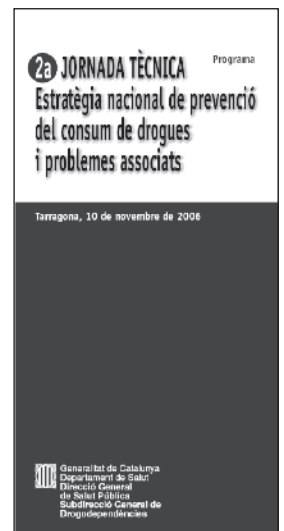 2a JORNADA TÈCNICA
Programa
Estratègia nacional de prevenció
del consum de drogues
i problemes associats
Tarragona, 10 de novembre de 2006
Generalitat de Catalunya
Departament de Salut
Direcció General
de Salut Pública
Subdirecció General de
Drogodependències